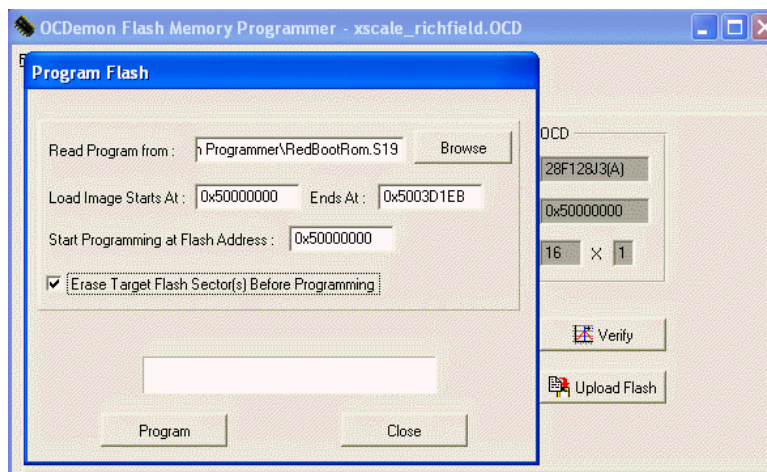 OCDemon Flash Memory Programmer - xscale_richfield.OCD
Program Flash
Read Program from : Programmer\RedBootRom.S19 Browse
Load Image Starts At : 0x50000000 Ends At : 0x5003D1EB
Start Programming at Flash Address : 0x50000000
Erase Target Flash Sector(s) Before Programming
Program Close
OCD
28F128J3(A)
0x50000000
16 X 1
Verify
Upload Flash